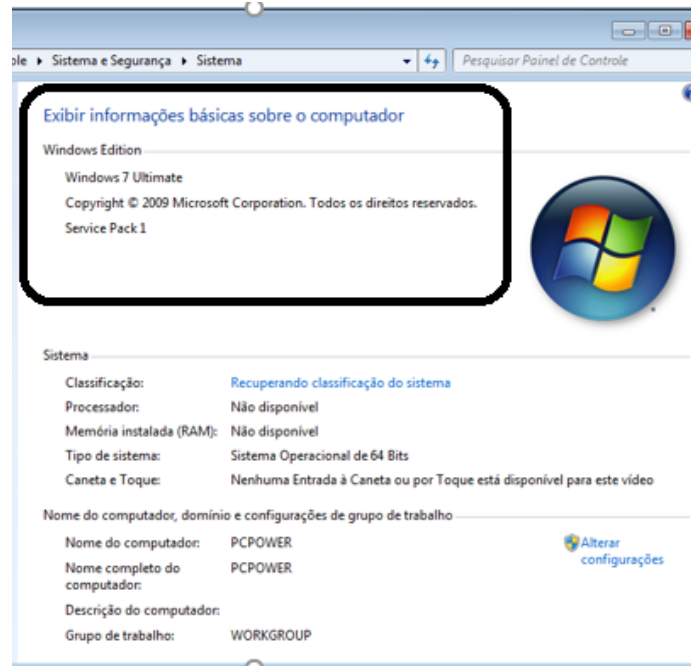 ole ▸ Sistema e Segurança ▸ Sistema
Pesquisar Painel de Controle
Exibir informações básicas sobre o computador
Windows Edition
Windows 7 Ultimate
Copyright © 2009 Microsoft Corporation. Todos os direitos reservados.
Service Pack 1
Sistema
Classificação: Recuperando classificação do sistema
Processador: Não disponível
Memória instalada (RAM): Não disponível
Tipo de sistema: Sistema Operacional de 64 Bits
Caneta e Toque: Nenhuma Entrada à Caneta ou por Toque está disponível para este vídeo
Nome do computador, domínio e configurações de grupo de trabalho
Nome do computador: PCPOWER
Alterar
configurações
Nome completo do PCPOWER
computador:
Descrição do computador:
Grupo de trabalho: WORKGROUP